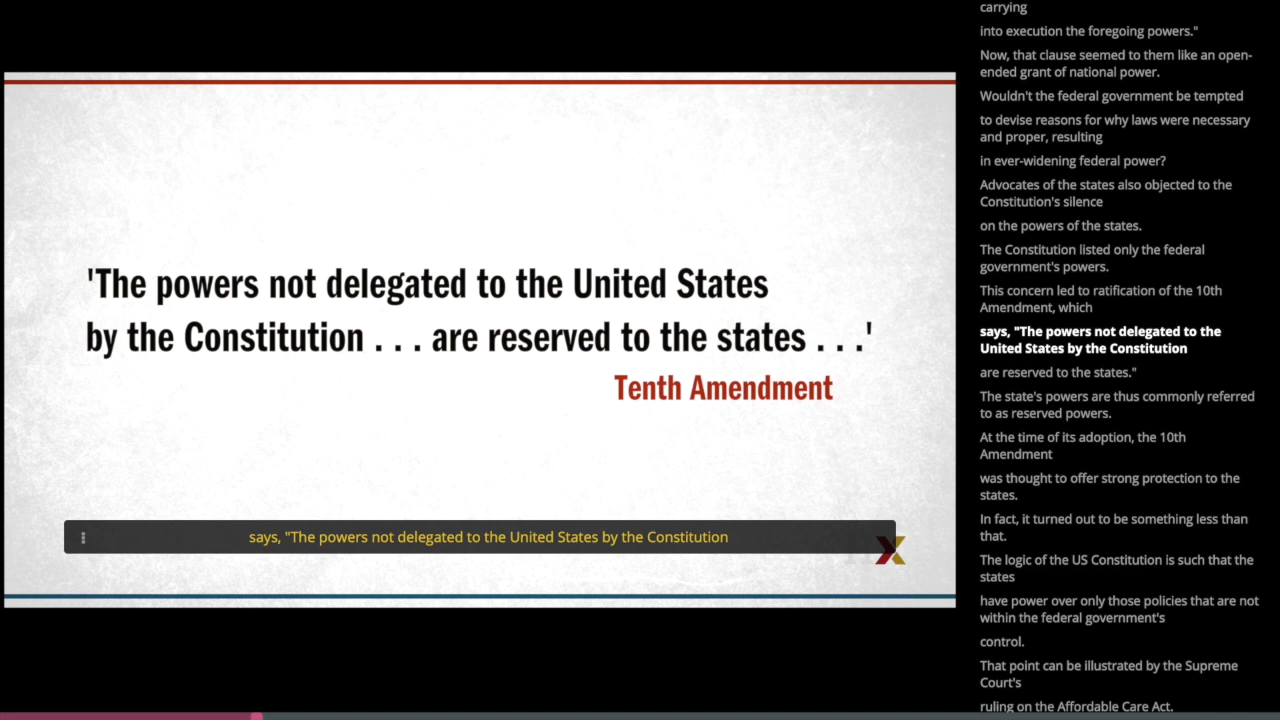 'The powers not delegated to the United States
by the Constitution . . . are reserved to the states . . .'
Tenth Amendment
says, "The powers not delegated to the United States by the Constitution
X
carrying
into execution the foregoing powers."
Now, that clause seemed to them like an open-
ended grant of national power.
Wouldn't the federal government be tempted
to devise reasons for why laws were necessary
and proper, resulting
in ever-widening federal power?
Advocates of the states also objected to the
Constitution's silence
on the powers of the states.
The Constitution listed only the federal
government's powers.
This concern led to ratification of the 10th
Amendment, which
says, "The powers not delegated to the
United States by the Constitution
are reserved to the states."
The state's powers are thus commonly referred
to as reserved powers.
At the time of its adoption, the 10th
Amendment
was thought to offer strong protection to the
states.
In fact, it turned out to be something less than
that.
The logic of the US Constitution is such that the
states
have power over only those policies that are not
within the federal government's
control.
That point can be illustrated by the Supreme
Court's
ruling on the Affordable Care Act.